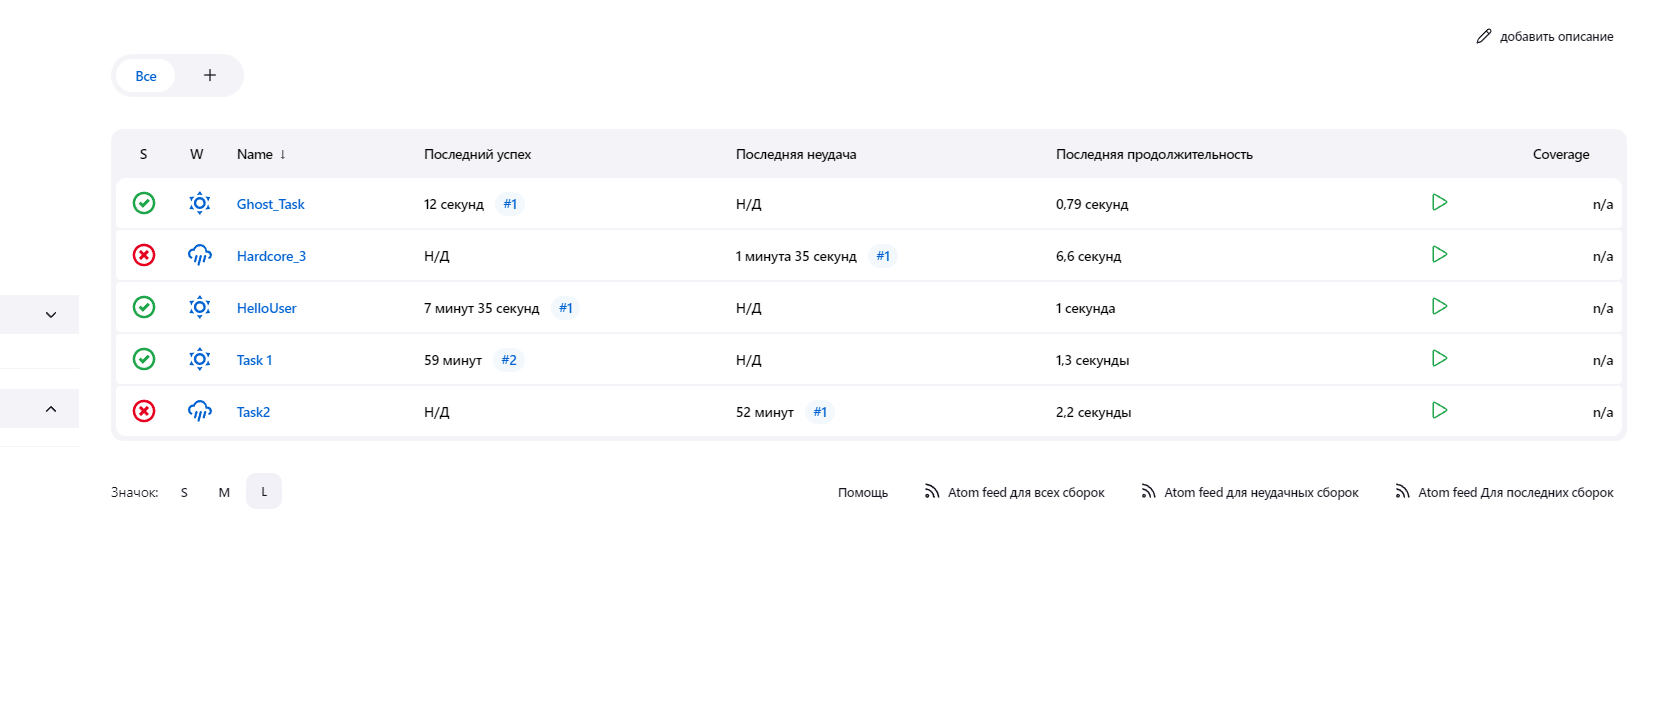 добавить описание
Все +
S W Name ↓ Последний успех Последняя неудача Последняя продолжительность Coverage
Ghost_Task 12 секунд #1 Н/Д 0,79 секунд n/a
Hardcore_3 Н/Д 1 минута 35 секунд #1 6,6 секунд n/a
HelloUser 7 минут 35 секунд #1 Н/Д 1 секунда n/a
Task 1 59 минут #2 Н/Д 1,3 секунды n/a
Task2 Н/Д 52 минут #1 2,2 секунды n/a
Значок: S M L Помощь Atom feed для всех сборок Atom feed для неудачных сборок Atom feed Для последних сборок